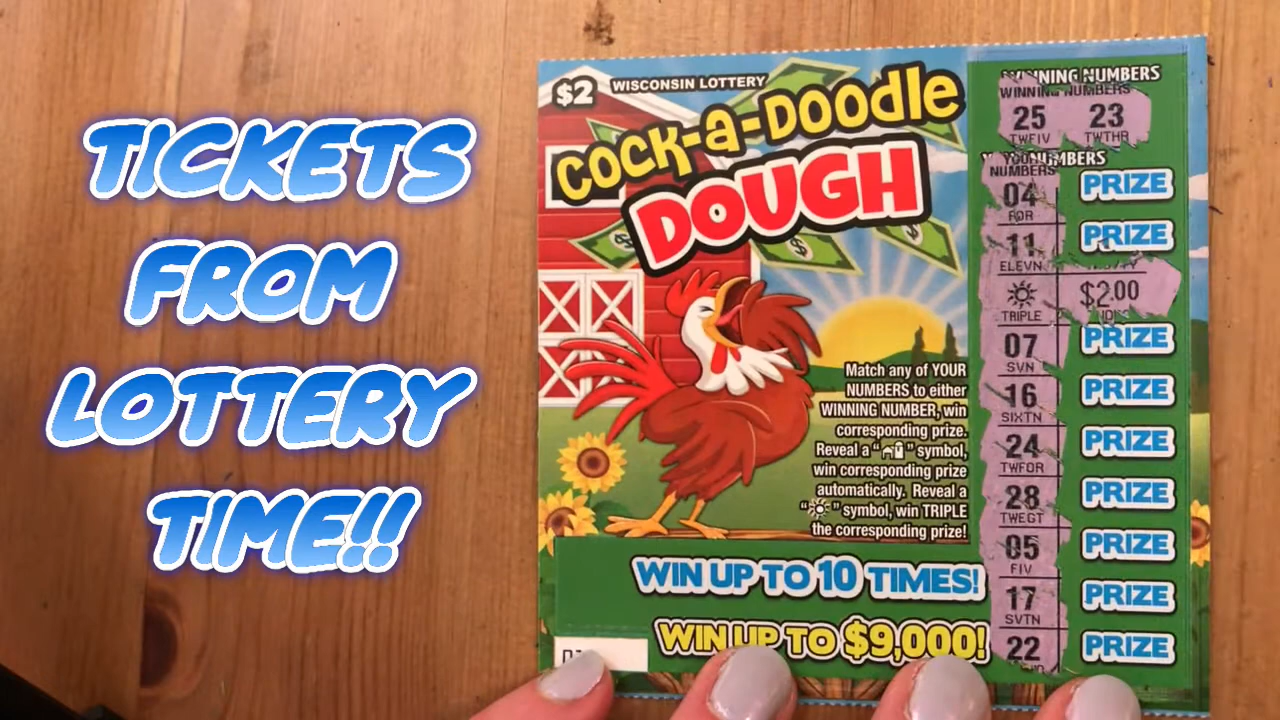 TICKETS
FROM
LOTTERY
TIME!!
$2 WISCONSIN LOTTERY
COCK-A-DOODLE
DOUGH
Match any of YOUR
NUMBERS to either
WINNING NUMBER, win
corresponding prize.
Reveal a " " symbol,
win corresponding prize
automatically. Reveal a
" " symbol, win TRIPLE
the corresponding prize!
WIN UP TO 10 TIMES!
WIN UP TO $9,000!
WINNING NUMBERS
WINNING NUMBERS
25 23
TWFIV TWTHR
NUMBERS
NUMBERS
04 PRIZE
FOR
11 PRIZE
ELEVN
$2.00
TRIPLE
07 PRIZE
SVN
16 PRIZE
SIXTN
24 PRIZE
TWFOR
28 PRIZE
TWEGT
05 PRIZE
FIV
17 PRIZE
SVTN
22 PRIZE